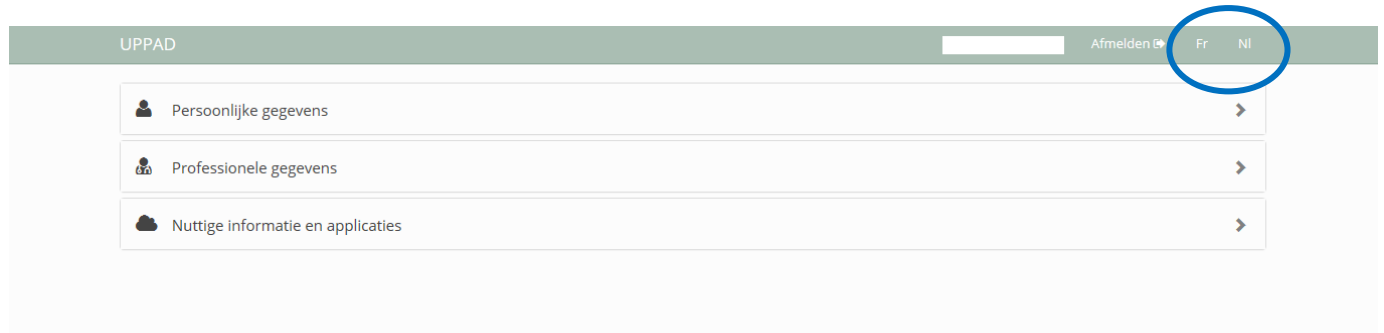 UPPAD Afmelden Fr Nl
Persoonlijke gegevens
Professionele gegevens
Nuttige informatie en applicaties